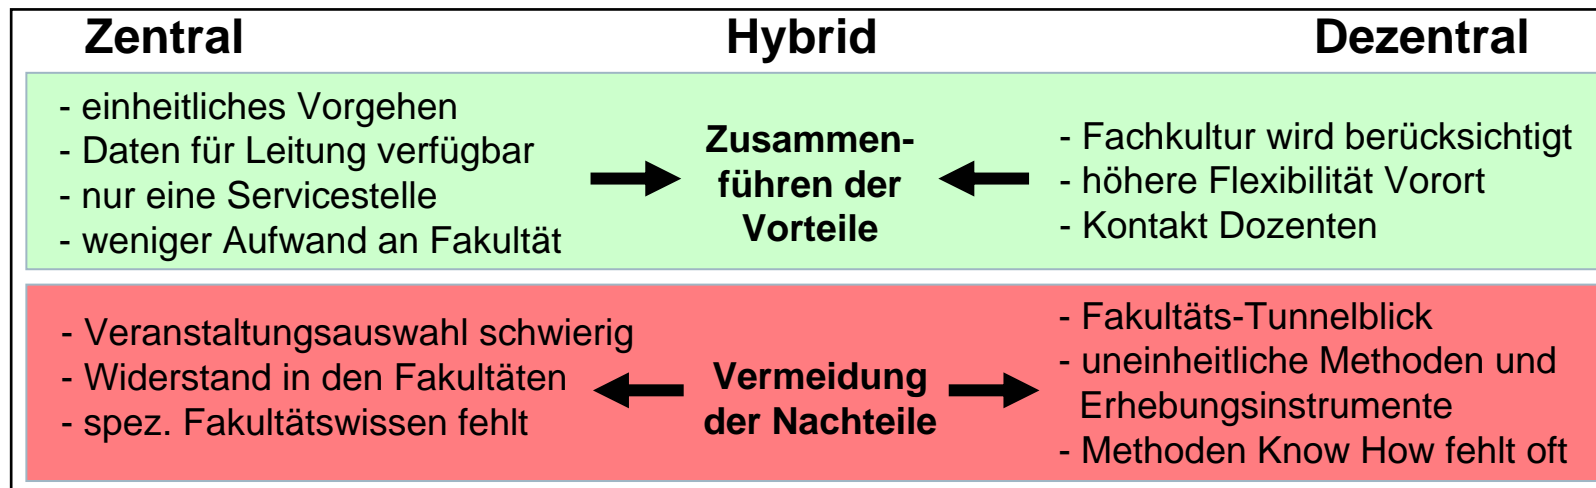 Zentral
Hybrid
Dezentral
- einheitliches Vorgehen
- Daten für Leitung verfügbar
- nur eine Servicestelle
- weniger Aufwand an Fakultät
Zusammen-
führen der
Vorteile
- Fachkultur wird berücksichtigt
- höhere Flexibilität Vorort
- Kontakt Dozenten
- Veranstaltungsauswahl schwierig
- Widerstand in den Fakultäten
- spez. Fakultätswissen fehlt
Vermeidung
der Nachteile
- Fakultäts-Tunnelblick
- uneinheitliche Methoden und
Erhebungsinstrumente
- Methoden Know How fehlt oft